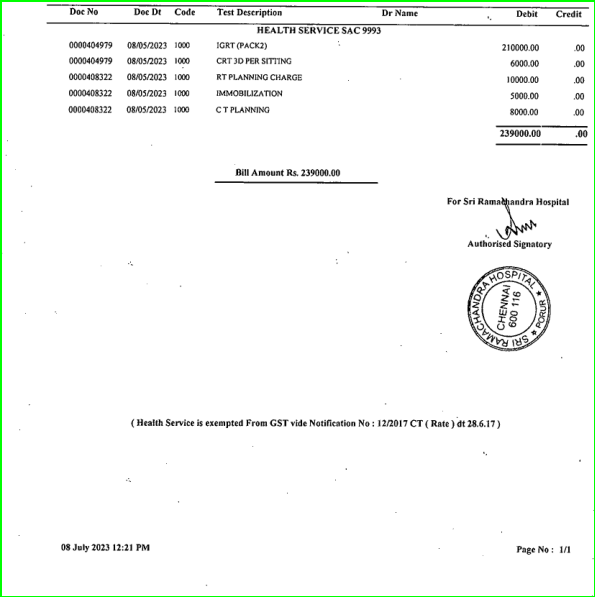 Doc No Doc Dt Code Test Description Dr Name Debit Credit
HEALTH SERVICE SAC 9993
0000404979 08/05/2023 1000 IGRT (PACK2) 210000.00 .00
0000404979 08/05/2023 1000 CRT 3D PER SITTING 6000.00 .00
0000408322 08/05/2023 1000 RT PLANNING CHARGE 10000.00 .00
0000408322 08/05/2023 1000 IMMOBILIZATION 5000.00 .00
0000408322 08/05/2023 1000 C T PLANNING 8000.00 .00
239000.00 .00
Bill Amount Rs. 239000.00
For Sri Ramachandra Hospital
Authorised Signatory
SRI RAMACHANDRA HOSPITAL
★ PORUR ★
CHENNAI
600 116
( Health Service is exempted From GST vide Notification No : 12/2017 CT ( Rate ) dt 28.6.17 )
08 July 2023 12:21 PM Page No : 1/1